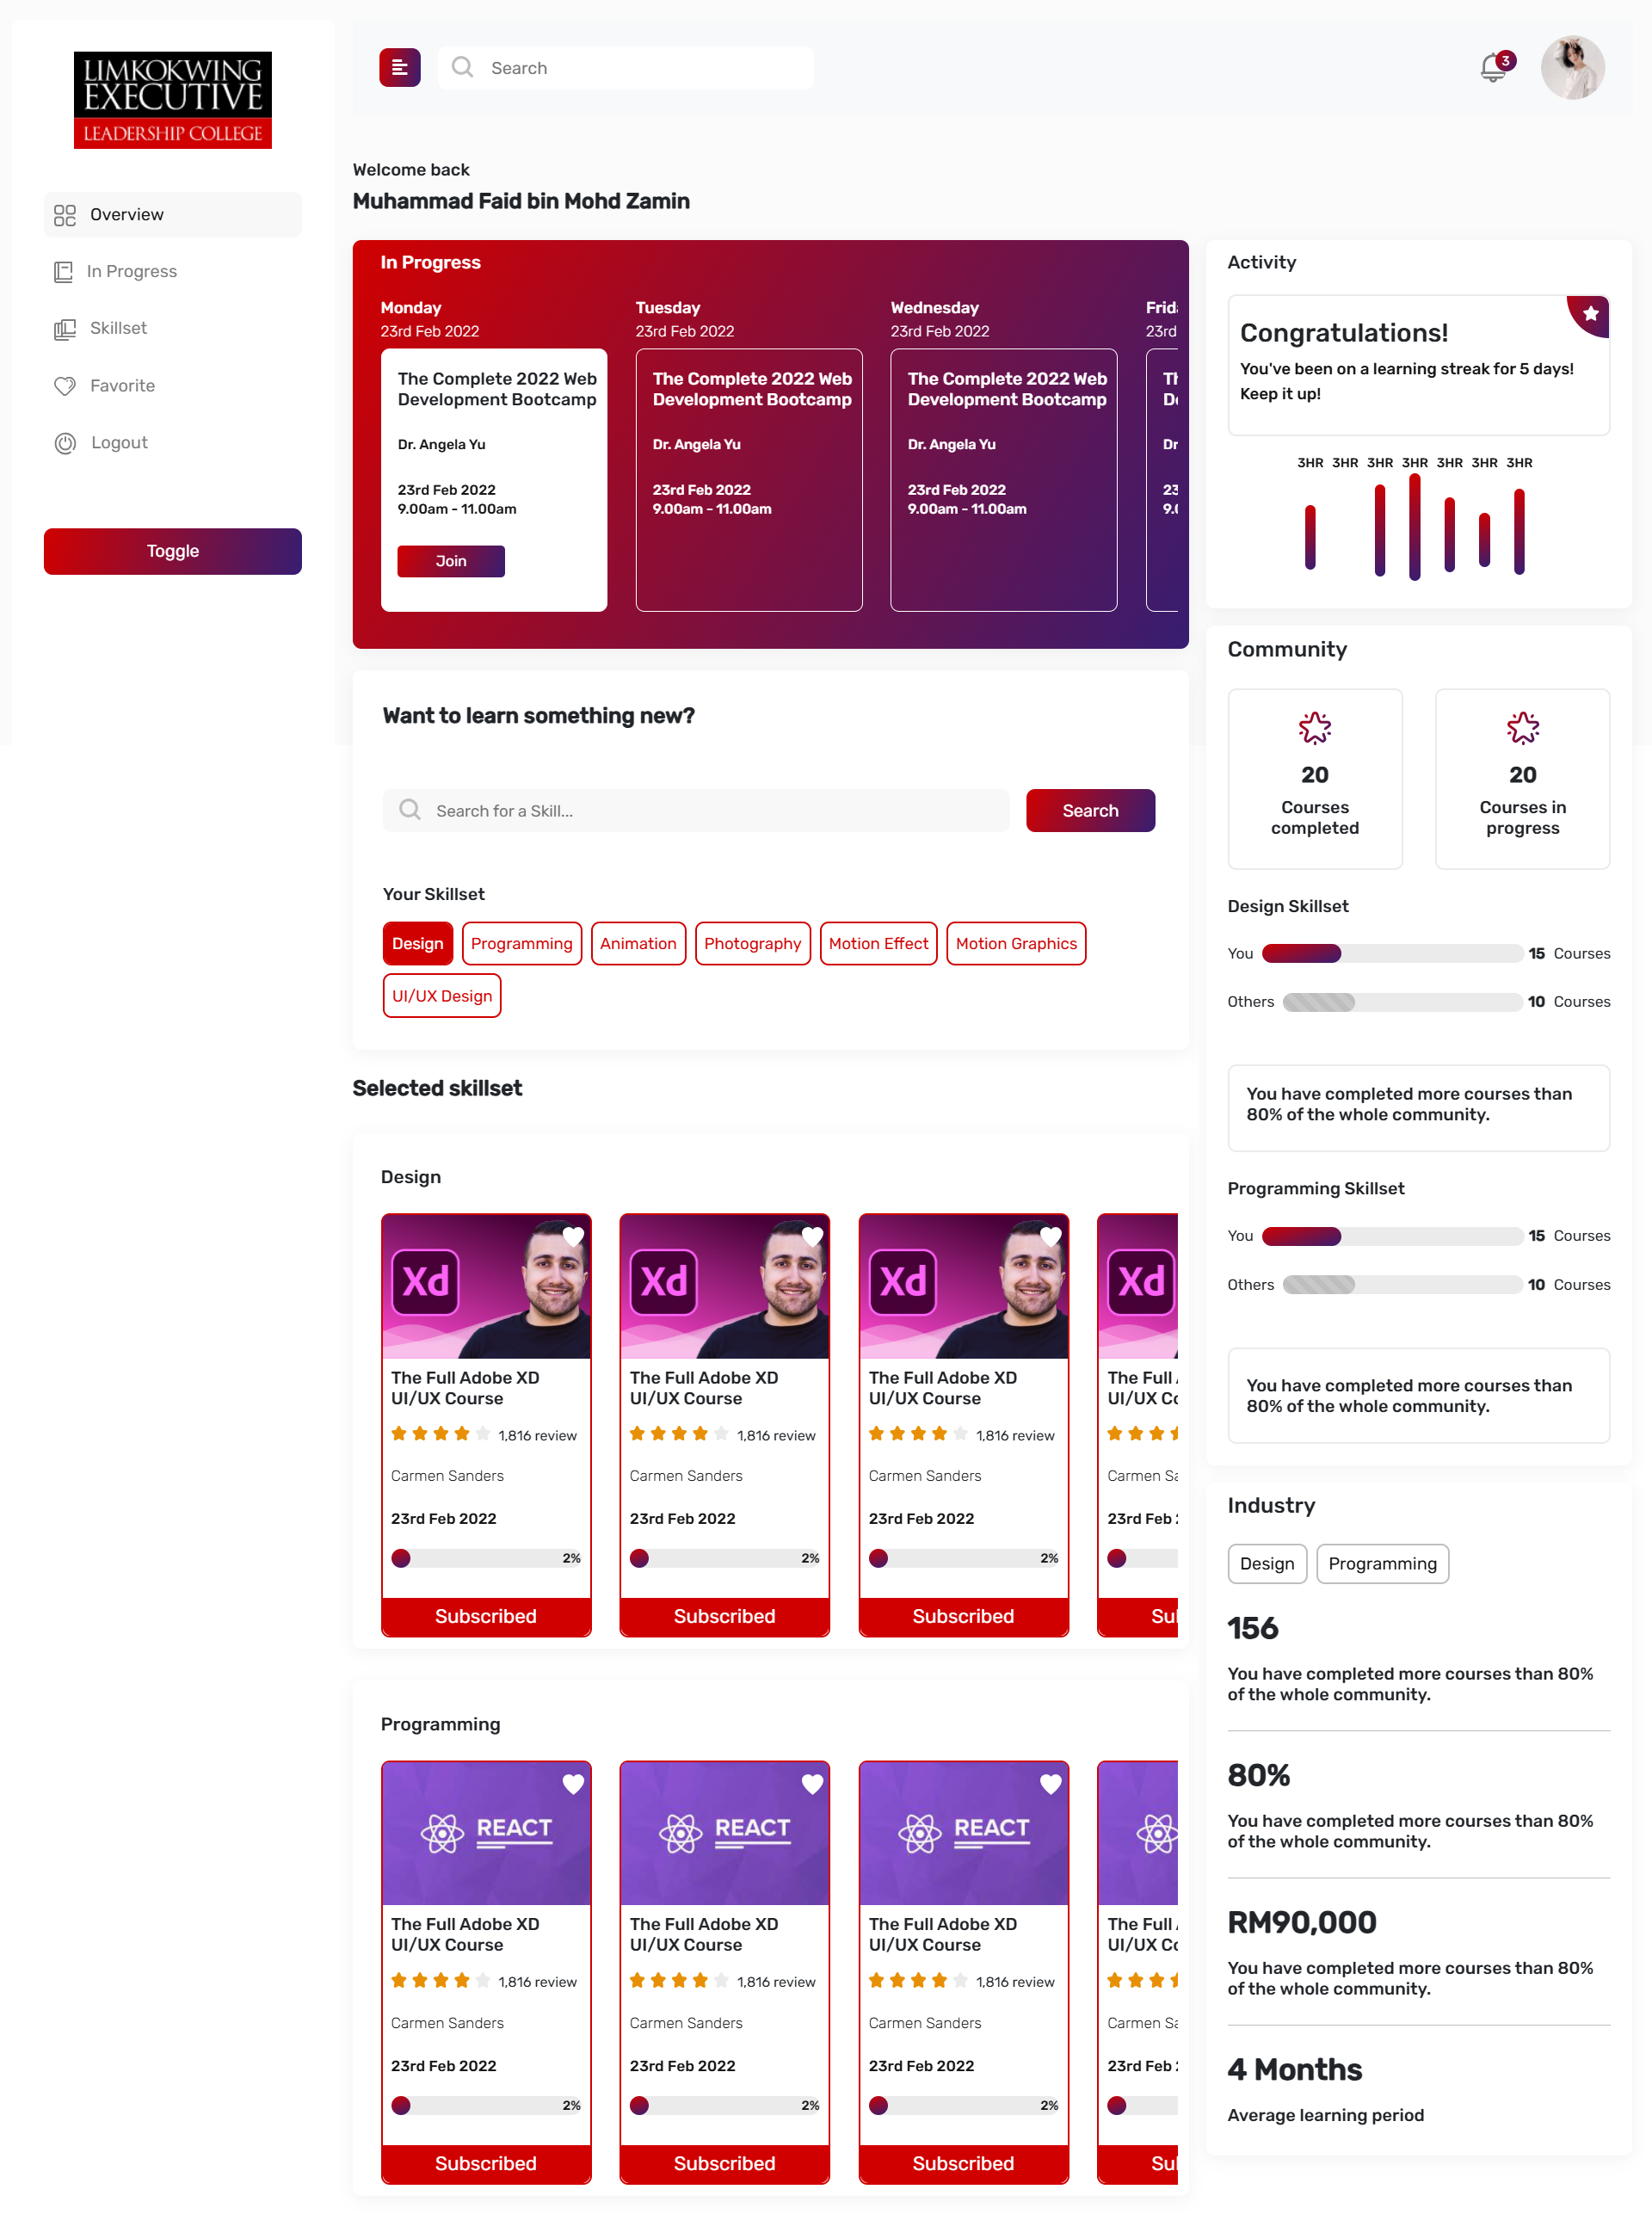 LIMKOKWING
EXECUTIVE
LEADERSHIP COLLEGE
Overview
In Progress
Skillset
Favorite
Logout
Toggle
Search
3
Welcome back
Muhammad Faid bin Mohd Zamin
In Progress
Monday
23rd Feb 2022
The Complete 2022 Web
Development Bootcamp
Dr. Angela Yu
23rd Feb 2022
9.00am - 11.00am
Join
Tuesday
23rd Feb 2022
The Complete 2022 Web
Development Bootcamp
Dr. Angela Yu
23rd Feb 2022
9.00am - 11.00am
Wednesday
23rd Feb 2022
The Complete 2022 Web
Development Bootcamp
Dr. Angela Yu
23rd Feb 2022
9.00am - 11.00am
23rd
Dr
Want to learn something new?
Search for a Skill...
Search
Your Skillset
Design
Programming
Animation
Photography
Motion Effect
Motion Graphics
UI/UX Design
Selected skillset
Design
Xd
The Full Adobe XD
UI/UX Course
1,816 review
Carmen Sanders
23rd Feb 2022
2%
Subscribed
Xd
The Full Adobe XD
UI/UX Course
1,816 review
Carmen Sanders
23rd Feb 2022
2%
Subscribed
Xd
The Full Adobe XD
UI/UX Course
1,816 review
Carmen Sanders
23rd Feb 2022
2%
Subscribed
Xd
The Full
UI/UX
Carmen
23rd Feb
Programming
REACT
The Full Adobe XD
UI/UX Course
1,816 review
Carmen Sanders
23rd Feb 2022
2%
Subscribed
REACT
The Full Adobe XD
UI/UX Course
1,816 review
Carmen Sanders
23rd Feb 2022
2%
Subscribed
REACT
The Full Adobe XD
UI/UX Course
1,816 review
Carmen Sanders
23rd Feb 2022
2%
Subscribed
The Full
UI/UX
Carmen
23rd Feb
Activity
Congratulations!
You've been on a learning streak for 5 days!
Keep it up!
3HR 3HR 3HR 3HR 3HR 3HR 3HR
Community
20
Courses
completed
20
Courses in
progress
Design Skillset
You 15 Courses
Others 10 Courses
You have completed more courses than
80% of the whole community.
Programming Skillset
You 15 Courses
Others 10 Courses
You have completed more courses than
80% of the whole community.
Industry
Design
Programming
156
You have completed more courses than 80%
of the whole community.
80%
You have completed more courses than 80%
of the whole community.
RM90,000
You have completed more courses than 80%
of the whole community.
4 Months
Average learning period